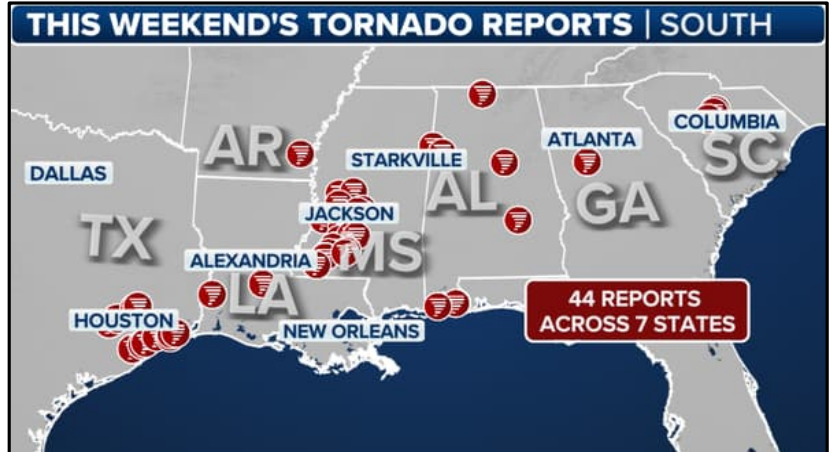 THIS WEEKEND'S TORNADO REPORTS | SOUTH
AR
STARKVILLE
ATLANTA
COLUMBIA
SC
DALLAS
AL
GA
TX
JACKSON
MS
ALEXANDRIA
LA
HOUSTON
NEW ORLEANS
44 REPORTS
ACROSS 7 STATES